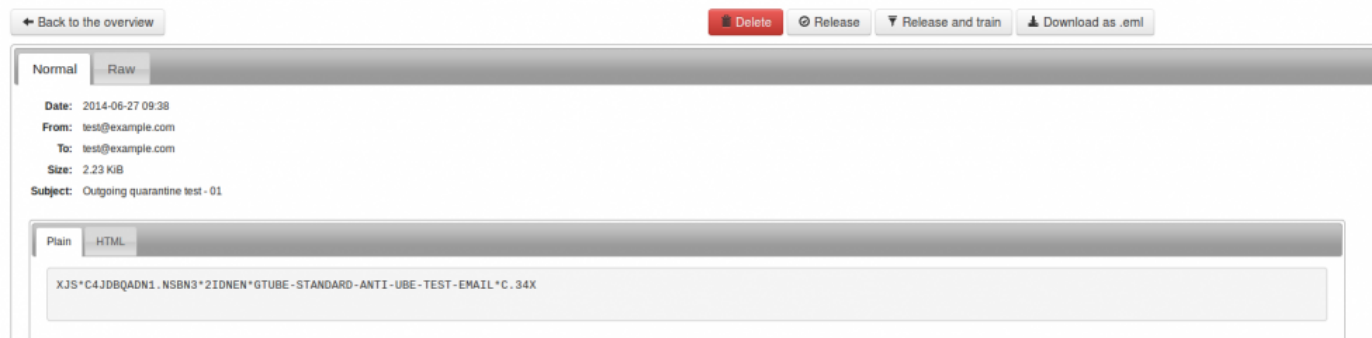 Back to the overview
Delete Release Release and train Download as .eml
Normal Raw
Date: 2014-06-27 09:38
From: test@example.com
To: test@example.com
Size: 2.23 KiB
Subject: Outgoing quarantine test - 01
Plain HTML
XJS*C4JDBQADN1.NSBN3*2IDNEN*GTUBE-STANDARD-ANTI-UBE-TEST-EMAIL*C.34X